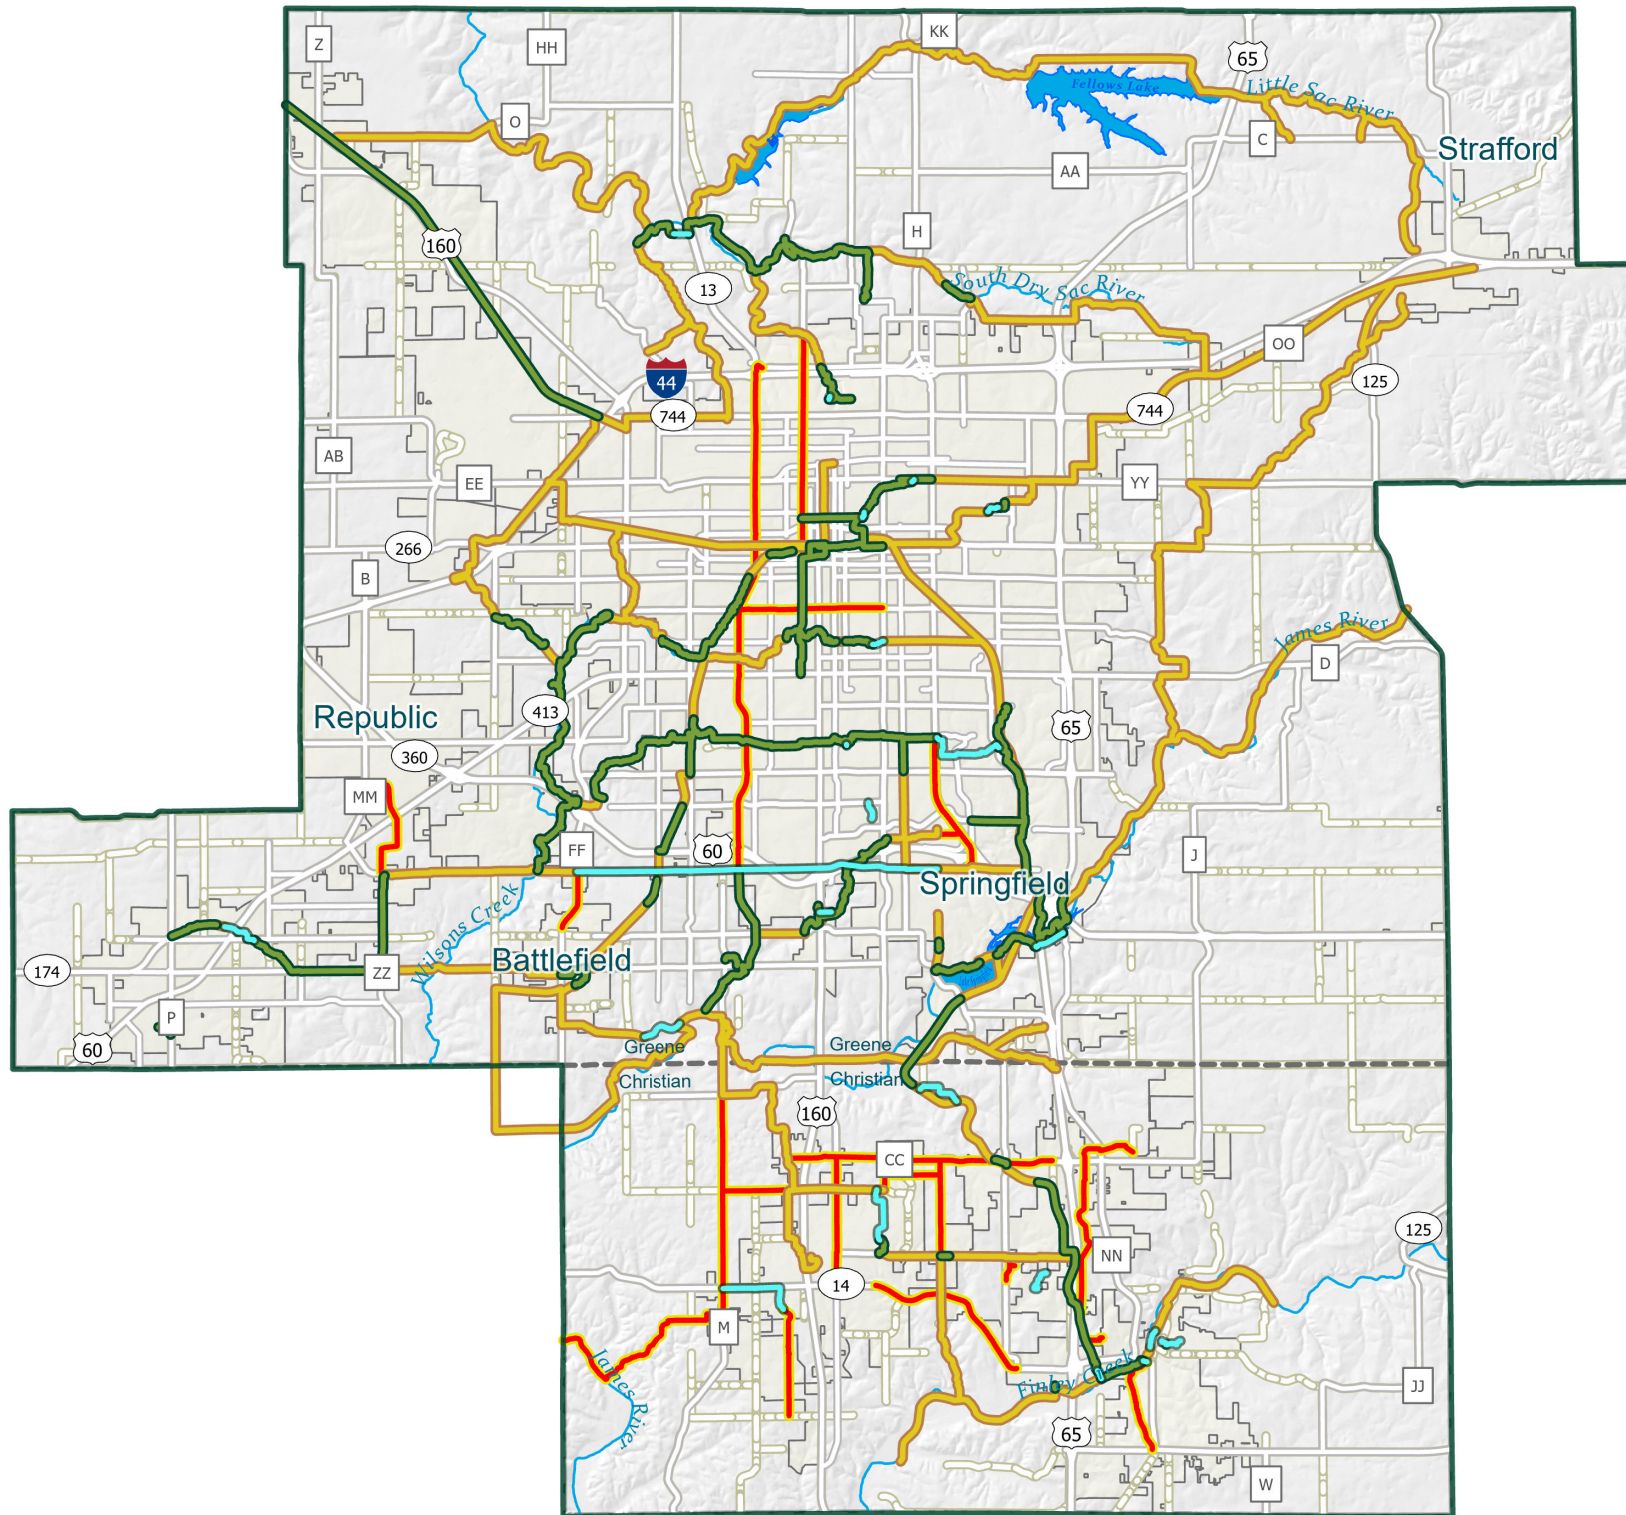 KK
Z
HH
65
Fellows Lake
Little Sac River
O
C
Strafford
AA
H
160
13
South Dry Sac River
OO
44
125
744
744
AB
EE
YY
266
B
James River
D
413
Republic
65
360
MM
FF
60
J
Springfield
Wilsons Creek
Battlefield
174
ZZ
P
60
Greene
Greene
Christian
Christian
160
CC
125
NN
14
M
James River
Finley Creek
JJ
65
W